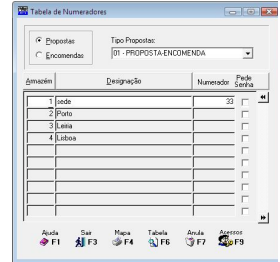 Tabela de Numeradores
Propostas
Encomendas
Tipo Propostas:
01 - PROPOSTA-ENCOMENDA
Armazém Designação Numerador Pede Senha
1 sede 33
2 Porto
3 Leiria
4 Lisboa
Ajuda Sair Mapa Tabela Anula Acessos
F1 F3 F4 F6 F7 F9